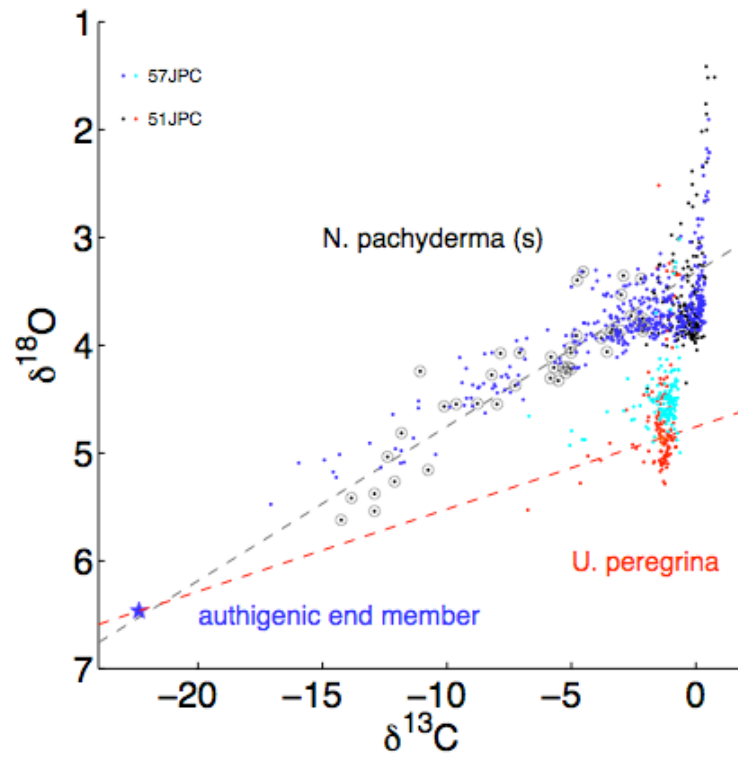 1
2
3
4
5
6
7
δ18O
57JPC
51JPC
N. pachyderma (s)
U. peregrina
authigenic end member
−20
−15
−10
−5
0
δ13C